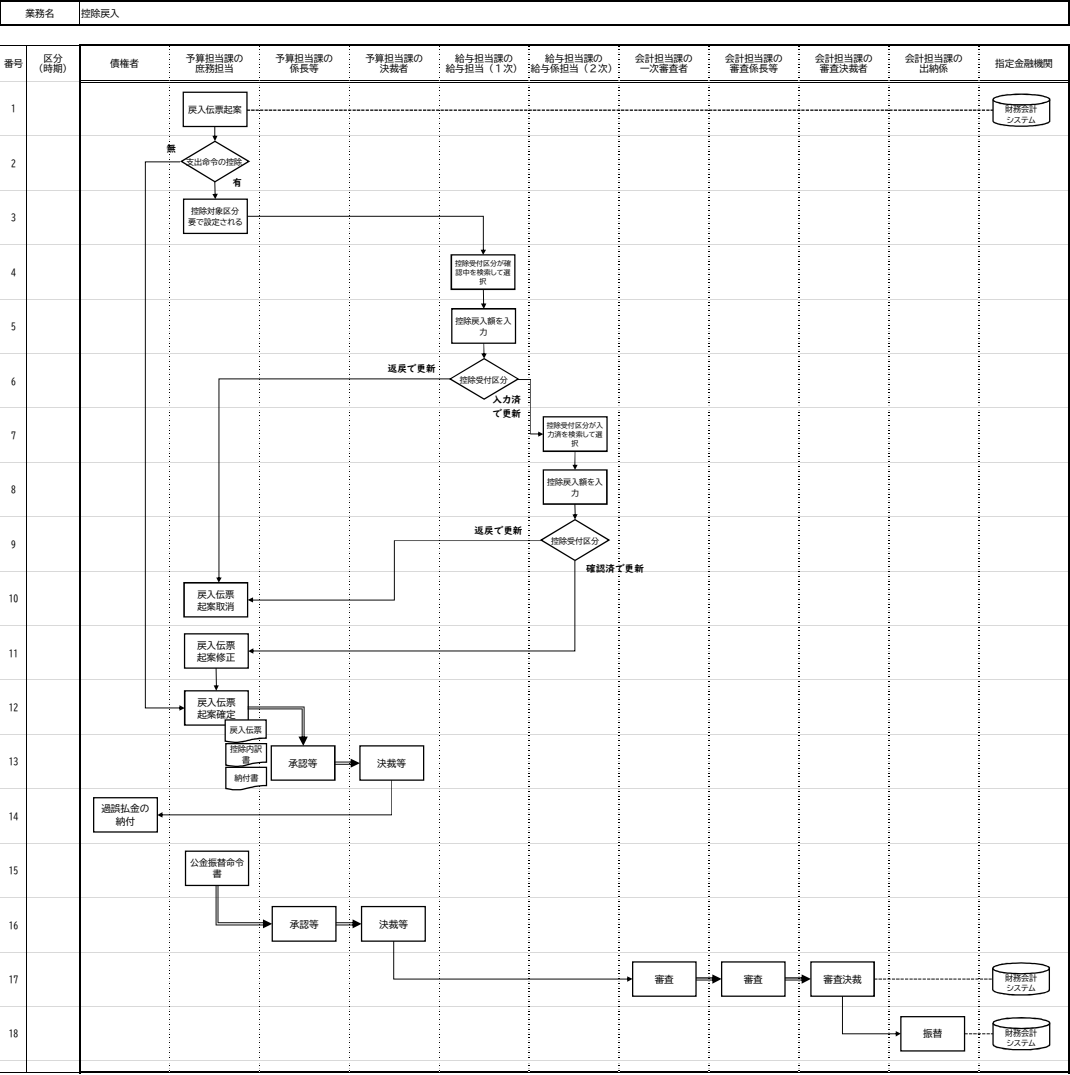 業務名
控除戻入
番号
区分
（時期）
債権者
予算担当課の
庶務担当
予算担当課の
係長等
予算担当課の
決裁者
給与担当課の
給与担当（１次）
給与担当課の
給与係担当（２次）
会計担当課の
一次審査者
会計担当課の
審査係長等
会計担当課の
審査決裁者
会計担当課の
出納係
指定金融機関
1
戻入伝票起案
財務会計
システム
2
無
支出命令の控除
有
3
控除対象区分
要で設定される
4
控除受付区分が確
認中を検索して選
択
5
控除戻入額を入
力
6
返戻で更新
控除受付区分
入力済
で更新
7
控除受付区分が入
力済を検索して選
択
8
控除戻入額を入
力
9
返戻で更新
控除受付区分
確認済で更新
10
戻入伝票
起案取消
11
戻入伝票
起案修正
12
戻入伝票
起案確定
戻入伝票
13
控除内訳
書
納付書
承認等
決裁等
14
過誤払金の
納付
15
公金振替命令
書
16
承認等
決裁等
17
審査
審査
審査決裁
財務会計
システム
18
振替
財務会計
システム